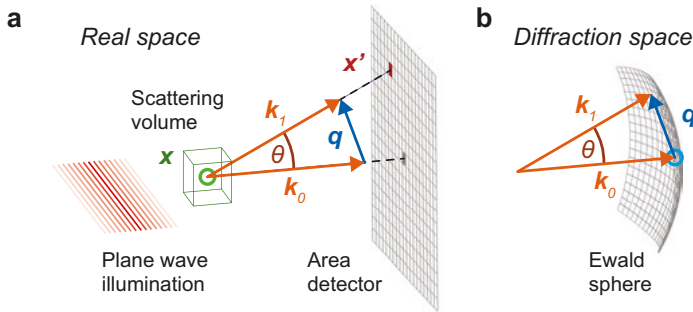 a
Real space
Scattering
volume
x
k1
θ
k0
q
x'
Plane wave
illumination
Area
detector
b
Diffraction space
k1
θ
k0
q
Ewald
sphere